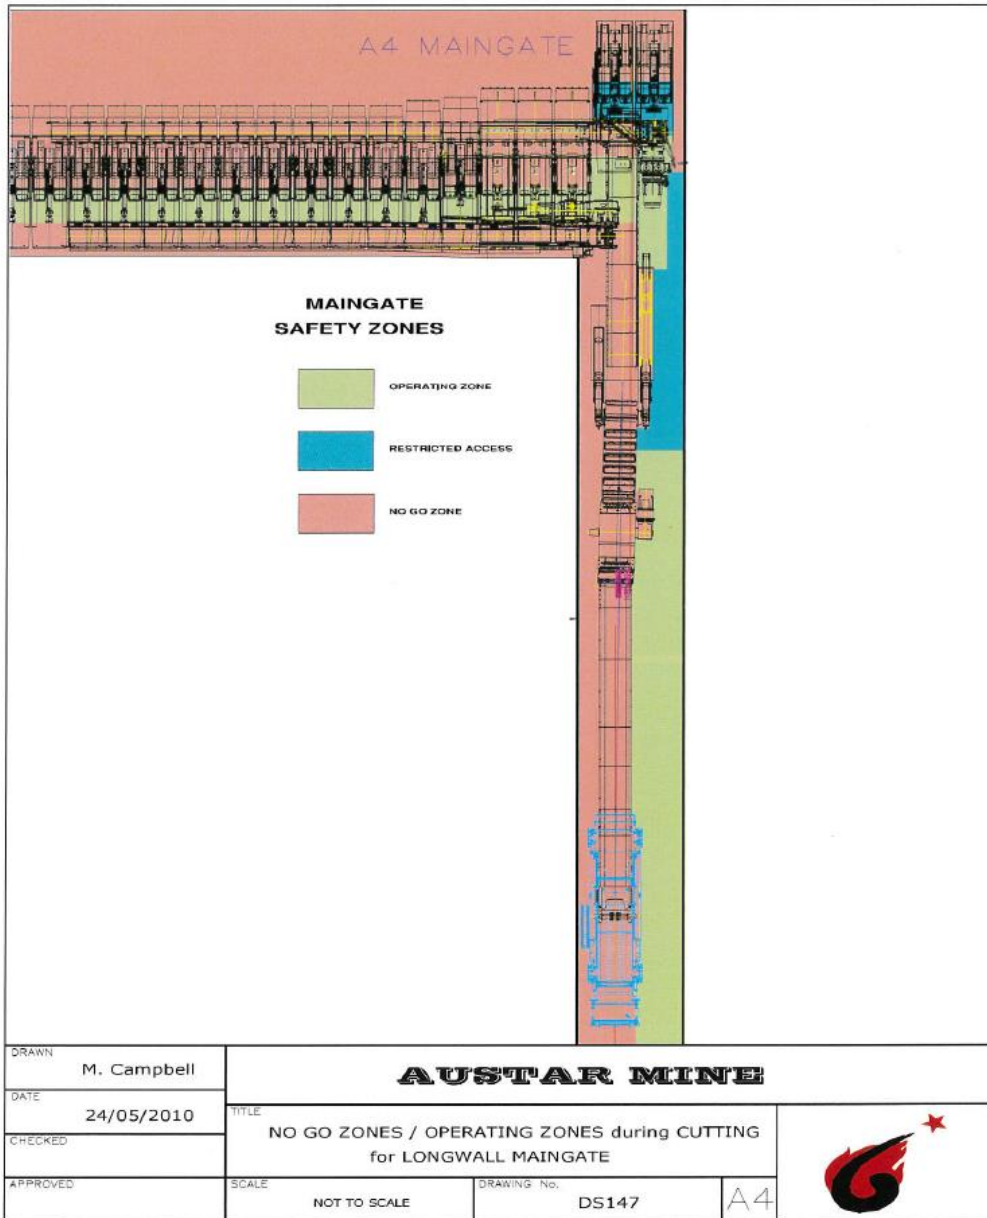 A4 MAINGATE
MAINGATE
SAFETY ZONES
OPERATING ZONE
RESTRICTED ACCESS
NO GO ZONE
DRAWN
M. Campbell
DATE
24/05/2010
CHECKED
APPROVED
AUSTAR MINE
TITLE
NO GO ZONES / OPERATING ZONES during CUTTING
for LONGWALL MAINGATE
SCALE
NOT TO SCALE
DRAWING No.
DS147
A4